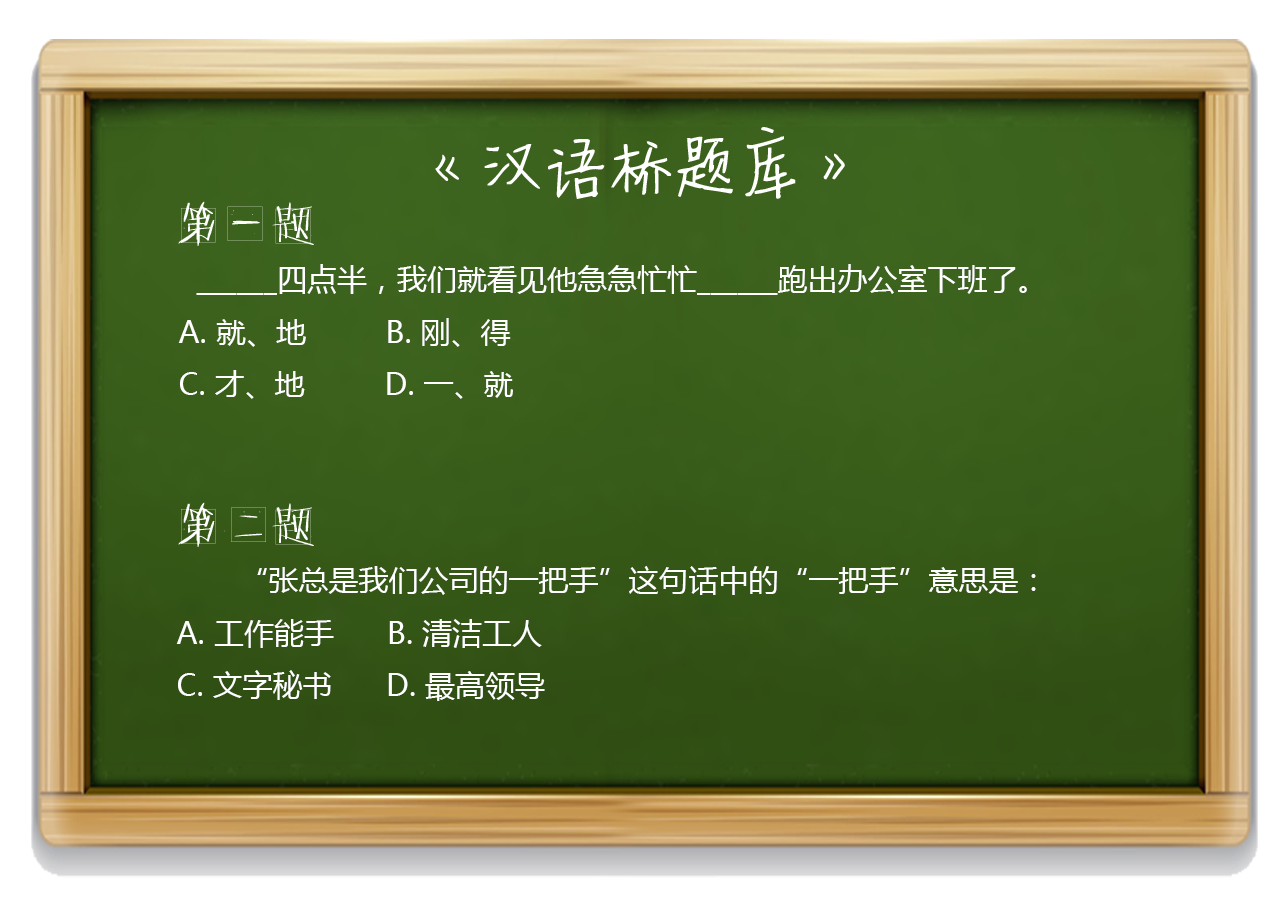 《汉语桥题库》
第一题
______四点半，我们就看见他急急忙忙______跑出办公室下班了。
A. 就、地 B. 刚、得
C. 才、地 D. 一、就
第二题
“张总是我们公司的一把手”这句话中的“一把手”意思是：
A. 工作能手 B. 清洁工人
C. 文字秘书 D. 最高领导